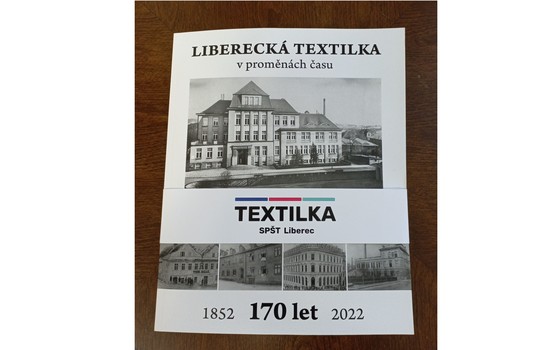 LIBERECKÁ TEXTILKA
v proměnách času
TEXTILKA
SPŠT Liberec
1852 170 let 2022